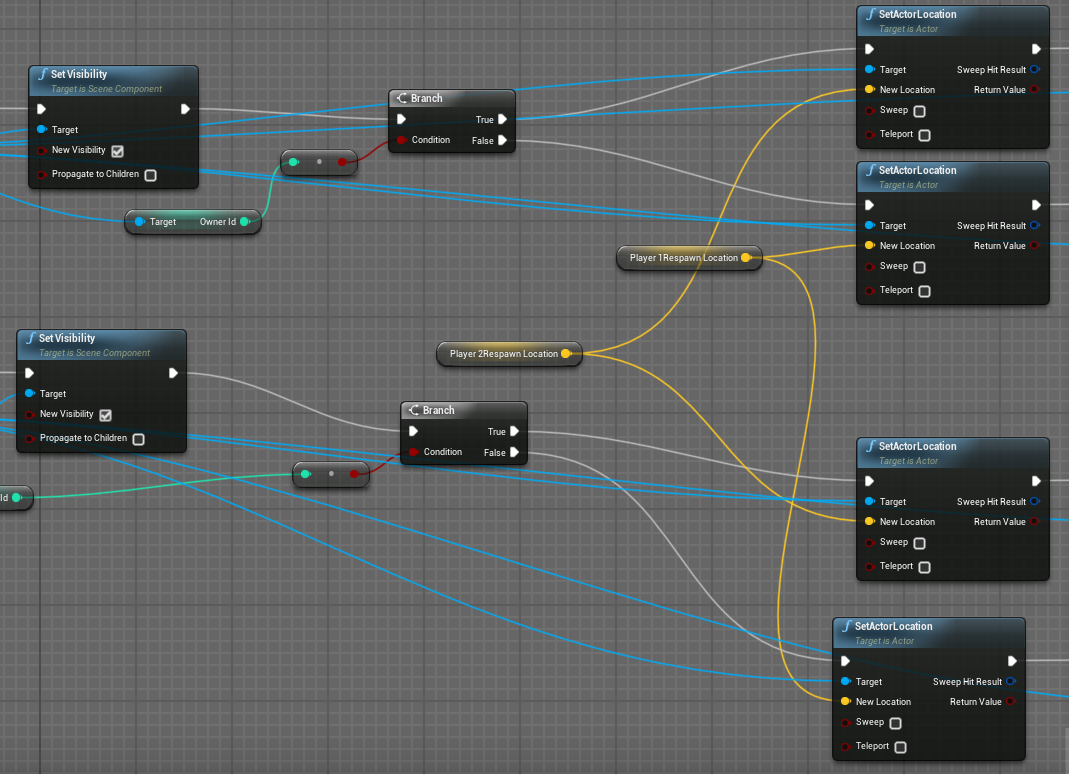 SetVisibility
Target is Scene Component
Target
New Visibility
Propagate to Children
Target Owner Id
Branch
True
Condition False
SetActorLocation
Target is Actor
Target Sweep Hit Result
New Location Return Value
Sweep
Teleport
SetActorLocation
Target is Actor
Target Sweep Hit Result
New Location Return Value
Sweep
Teleport
Player 1Respawn Location
Player 2Respawn Location
SetVisibility
Target is Scene Component
Target
New Visibility
Propagate to Children
Id
Branch
True
Condition False
SetActorLocation
Target is Actor
Target Sweep Hit Result
New Location Return Value
Sweep
Teleport
SetActorLocation
Target is Actor
Target Sweep Hit Result
New Location Return Value
Sweep
Teleport